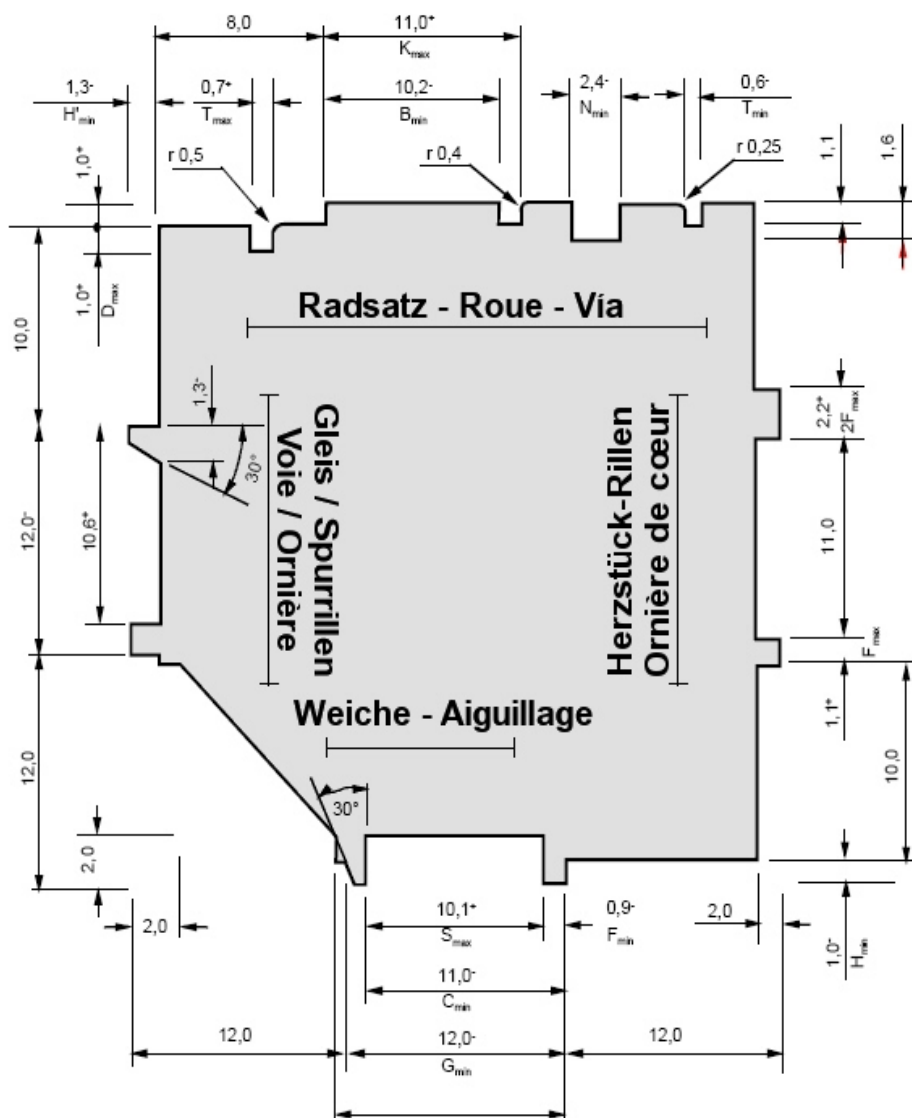 8,0
11,0⁺
Kmax
1,3⁻
H'min
0,7⁺
Tmax
10,2⁻
Bmin
2,4⁻
Nmin
0,6⁻
Tmin
r 0,5
r 0,4
r 0,25
1,0⁺
1,1
1,6
1,0⁺
Dmax
10,0
Radsatz - Roue - Vía
1,3⁻
30°
2,2⁺
2Fmax
12,0⁻
10,6⁺
Gleis / Spurrillen
Voie / Ornière
Herzstück-Rillen
Ornière de cœur
11,0
Fmax
1,1⁺
Weiche - Aiguillage
12,0
10,0
30°
2,0
2,0
10,1⁺
Smax
0,9⁻
Fmin
2,0
1,0⁻
Hmin
11,0⁻
Cmin
12,0
12,0⁻
Gmin
12,0